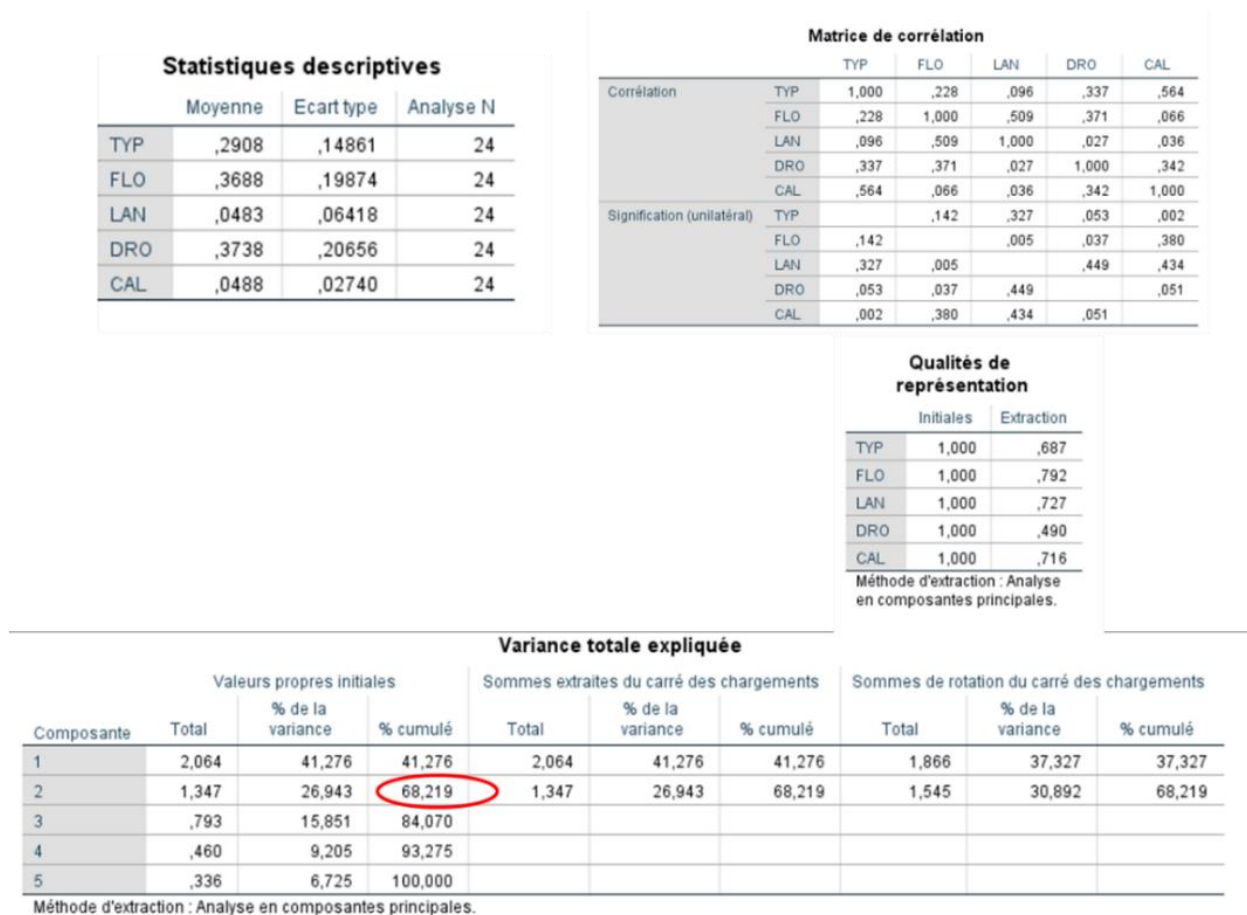 Statistiques descriptives
Moyenne Ecart type Analyse N
TYP ,2908 ,14861 24
FLO ,3688 ,19874 24
LAN ,0483 ,06418 24
DRO ,3738 ,20656 24
CAL ,0488 ,02740 24
Matrice de corrélation
TYP FLO LAN DRO CAL
Corrélation TYP 1,000 ,228 ,096 ,337 ,564
FLO ,228 1,000 ,509 ,371 ,066
LAN ,096 ,509 1,000 ,027 ,036
DRO ,337 ,371 ,027 1,000 ,342
CAL ,564 ,066 ,036 ,342 1,000
Signification (unilatéral) TYP ,142 ,327 ,053 ,002
FLO ,142 ,005 ,037 ,380
LAN ,327 ,005 ,449 ,434
DRO ,053 ,037 ,449 ,051
CAL ,002 ,380 ,434 ,051
Qualités de
représentation
Initiales Extraction
TYP 1,000 ,687
FLO 1,000 ,792
LAN 1,000 ,727
DRO 1,000 ,490
CAL 1,000 ,716
Méthode d'extraction : Analyse
en composantes principales.
Variance totale expliquée
Valeurs propres initiales Sommes extraites du carré des chargements Sommes de rotation du carré des chargements
Composante Total % de la variance % cumulé Total % de la variance % cumulé Total % de la variance % cumulé
1 2,064 41,276 41,276 2,064 41,276 41,276 1,866 37,327 37,327
2 1,347 26,943 68,219 1,347 26,943 68,219 1,545 30,892 68,219
3 ,793 15,851 84,070
4 ,460 9,205 93,275
5 ,336 6,725 100,000
Méthode d'extraction : Analyse en composantes principales.